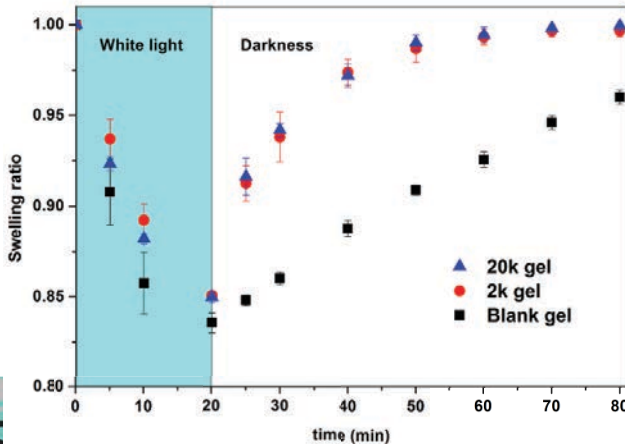 1.00
0.95
0.90
0.85
0.80
Swelling ratio
White light
Darkness
20k gel
2k gel
Blank gel
0 10 20 30 40 50 60 70 80
time (min)